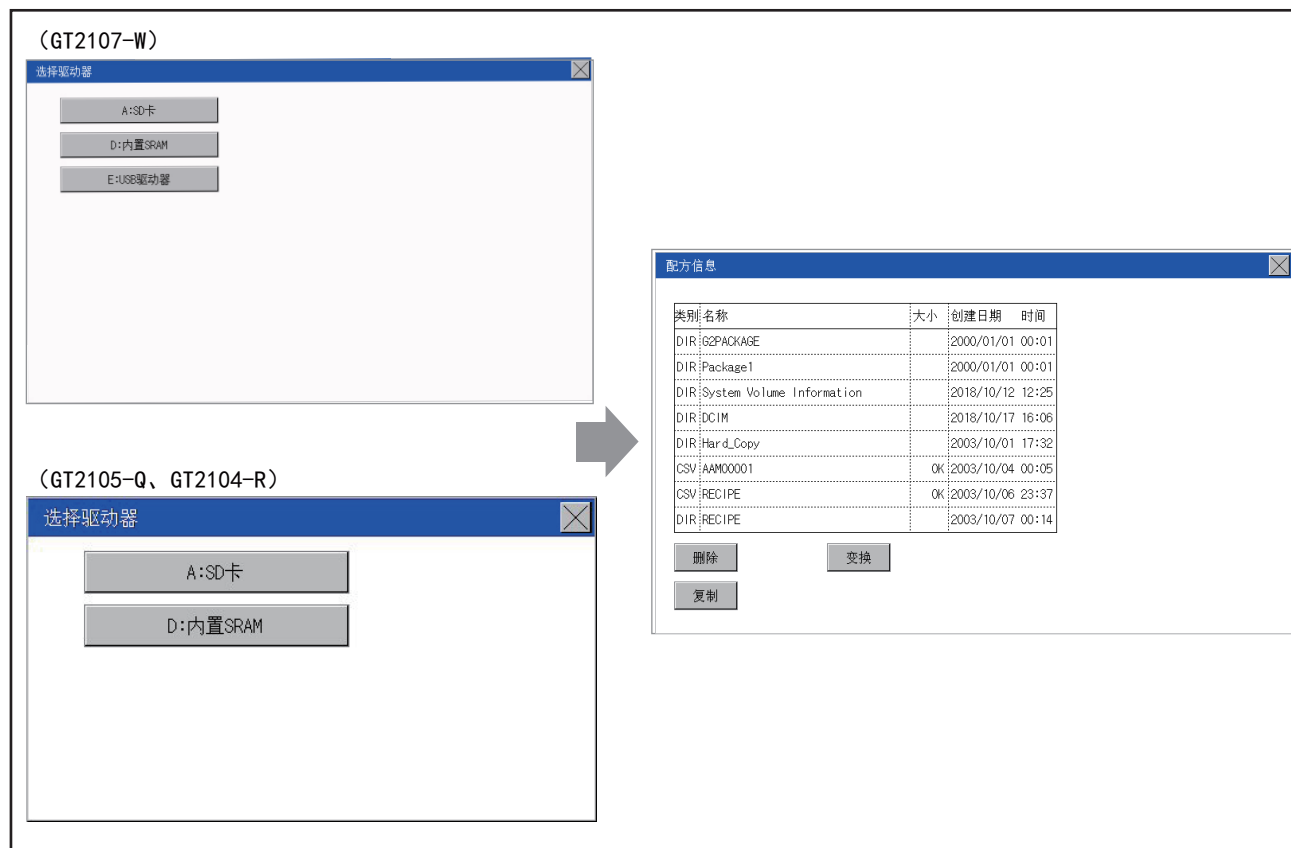 （GT2107-W）
选择驱动器
A:SD卡
D:内置SRAM
E:USB驱动器
（GT2105-Q、GT2104-R）
选择驱动器
A:SD卡
D:内置SRAM
配方信息
类别 名称 大小 创建日期 时间
DIR G2PACKAGE 2000/01/01 00:01
DIR Package1 2000/01/01 00:01
DIR System Volume Information 2018/10/12 12:25
DIR DCIM 2018/10/17 16:06
DIR Hard_Copy 2003/10/01 17:32
CSV AAM00001 0K 2003/10/04 00:05
CSV RECIPE 0K 2003/10/06 23:37
DIR RECIPE 2003/10/07 00:14
删除 变换
复制